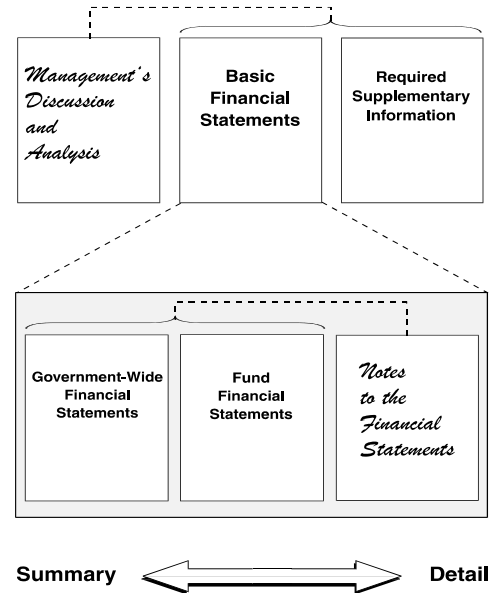 Management's
Discussion
and
Analysis
Basic
Financial
Statements
Required
Supplementary
Information
Government-Wide
Financial
Statements
Fund
Financial
Statements
Notes
to the
Financial
Statements
Summary
Detail